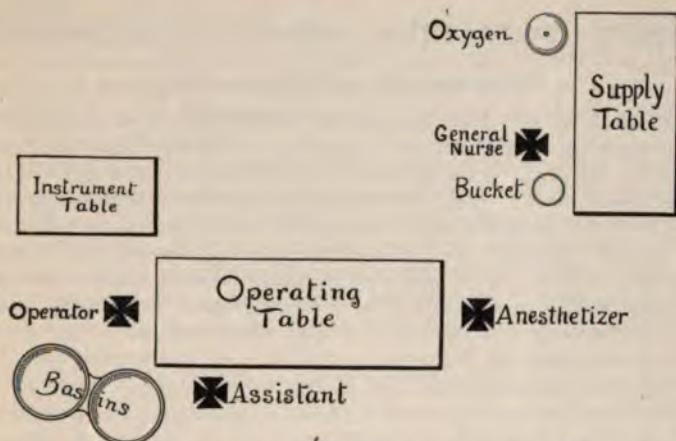 Oxygen
Supply
Table
General
Nurse
Bucket
Instrument
Table
Operating
Table
Operator
Anesthetizer
Basins
Assistant